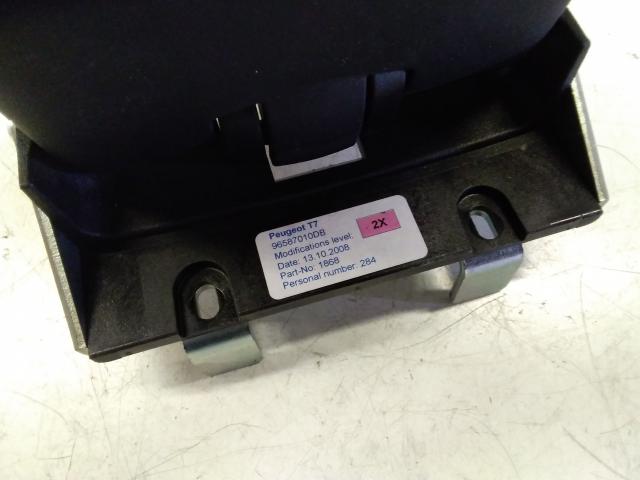 Peugeot T7
96587010DB
Modifications level: 2X
Date: 13.10.2008
Part-No: 1868
Personal number: 284